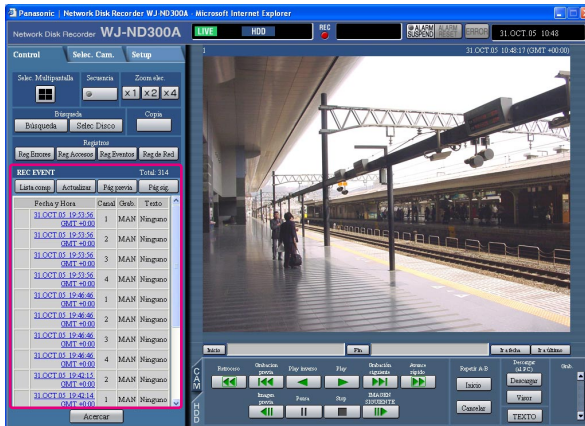 Panasonic | Network Disk Recorder WJ-ND300A - Microsoft Internet Explorer
Network Disk Recorder WJ-ND300A
LIVE HDD REC ALARM SUSPEND ALARM RESET ERROR 31.OCT.05 10:48
Control Selec. Cam. Setup
1 31.OCT.05 10:48:17 (GMT +00:00)
Selec. Multipantalla Secuencia Zoom elec.
x1 x2 x4
Búsqueda Copia
Búsqueda Selec Disco
Registros
Reg Errores Reg Accesos Reg Eventos Reg de Red
REC EVENT Total: 314
Lista comp Actualizar Pág previa Pág sig.
Fecha y Hora Canal Grab. Texto
31.OCT.05 19:53:56 GMT +0:00 1 MAN Ninguno
31.OCT.05 19:53:56 GMT +0:00 2 MAN Ninguno
31.OCT.05 19:53:56 GMT +0:00 3 MAN Ninguno
31.OCT.05 19:53:56 GMT +0:00 4 MAN Ninguno
31.OCT.05 19:46:46 GMT +0:00 1 MAN Ninguno
31.OCT.05 19:46:46 GMT +0:00 2 MAN Ninguno
31.OCT.05 19:46:46 GMT +0:00 3 MAN Ninguno
31.OCT.05 19:46:46 GMT +0:00 4 MAN Ninguno
31.OCT.05 19:42:15 GMT +0:00 2 MAN Ninguno
31.OCT.05 19:42:14 GMT +0:00 1 MAN Ninguno
Acercar
Inicio Fin Ir a fecha Ir a último
CAM
HDD
Retroceso Grabacion previa Play inverso Play Grabación siguiente Avance rápido
Imagen previa Pausa Stop IMAGEN SIGUIENTE
Repetir A-B
Inicio
Cancelar
Descargar (al PC)
Descargar
Visor
TEXTO
Grab